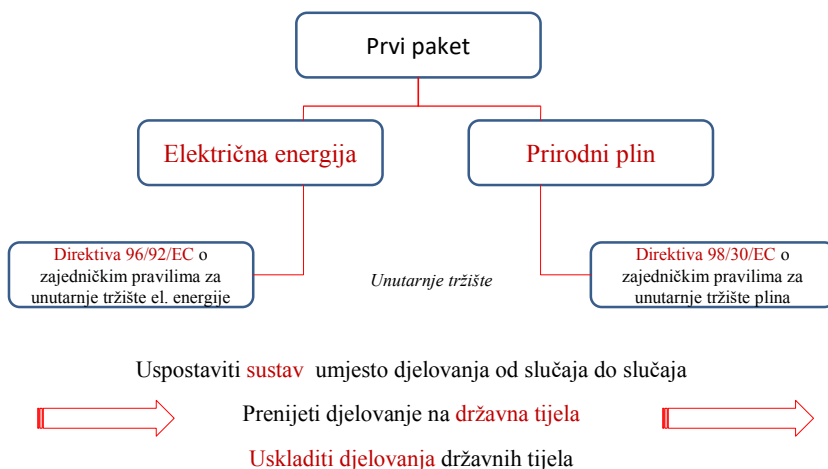 Prvi paket
Električna energija
Prirodni plin
Direktiva 96/92/EC o
zajedničkim pravilima za
unutarnje tržište el. energije
Unutarnje tržište
Direktiva 98/30/EC o
zajedničkim pravilima za
unutarnje tržište plina
Uspostaviti sustav umjesto djelovanja od slučaja do slučaja
Prenijeti djelovanje na državna tijela
Uskladiti djelovanja državnih tijela